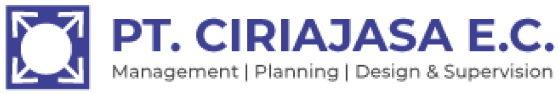 PT. CIRIAJASA E.C.
Management | Planning | Design & Supervision